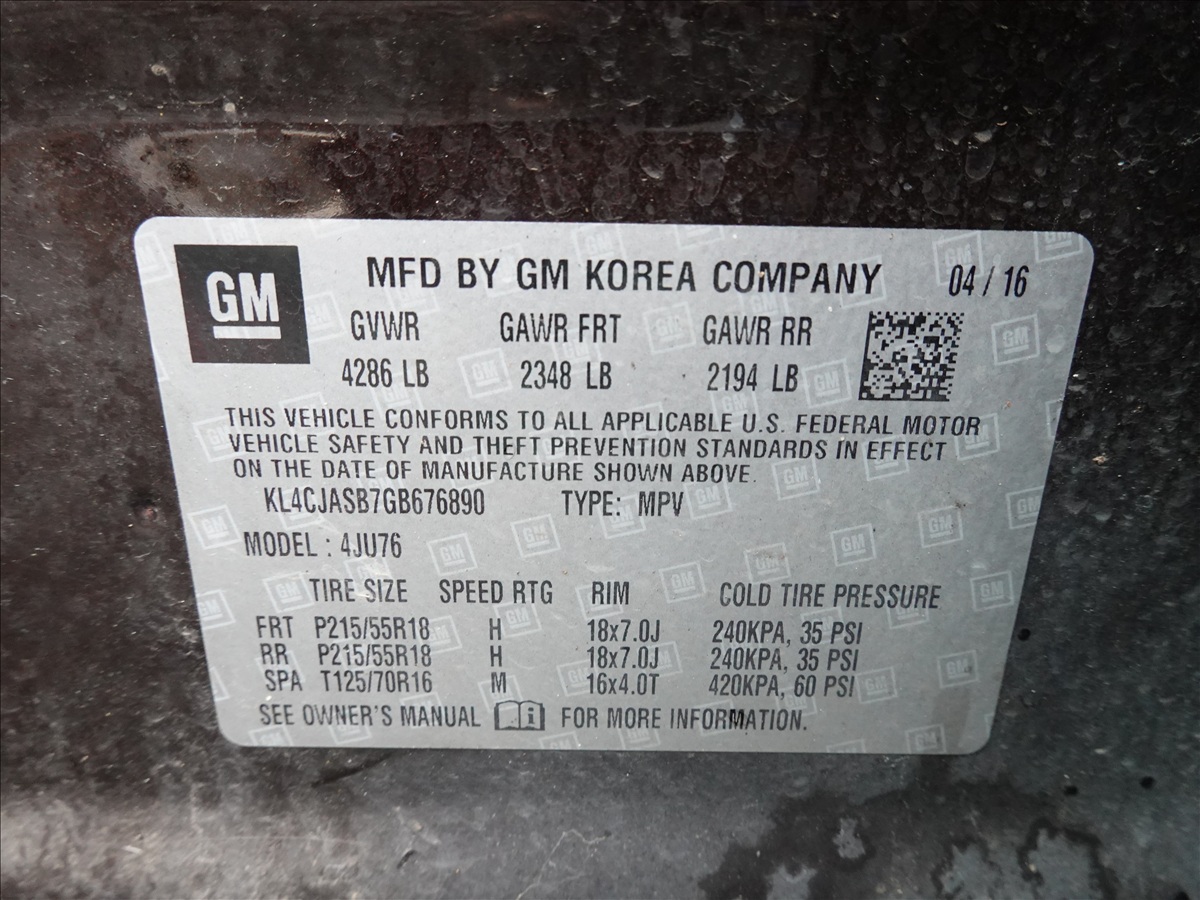 GM
MFD BY GM KOREA COMPANY 04 / 16
GVWR GAWR FRT GAWR RR
4286 LB 2348 LB 2194 LB
THIS VEHICLE CONFORMS TO ALL APPLICABLE U.S. FEDERAL MOTOR
VEHICLE SAFETY AND THEFT PREVENTION STANDARDS IN EFFECT
ON THE DATE OF MANUFACTURE SHOWN ABOVE.
KL4CJASB7GB676890 TYPE: MPV
MODEL : 4JU76
TIRE SIZE SPEED RTG RIM COLD TIRE PRESSURE
FRT P215/55R18 H 18x7.0J 240KPA, 35 PSI
RR P215/55R18 H 18x7.0J 240KPA, 35 PSI
SPA T125/70R16 M 16x4.0T 420KPA, 60 PSI
SEE OWNER'S MANUAL FOR MORE INFORMATION.